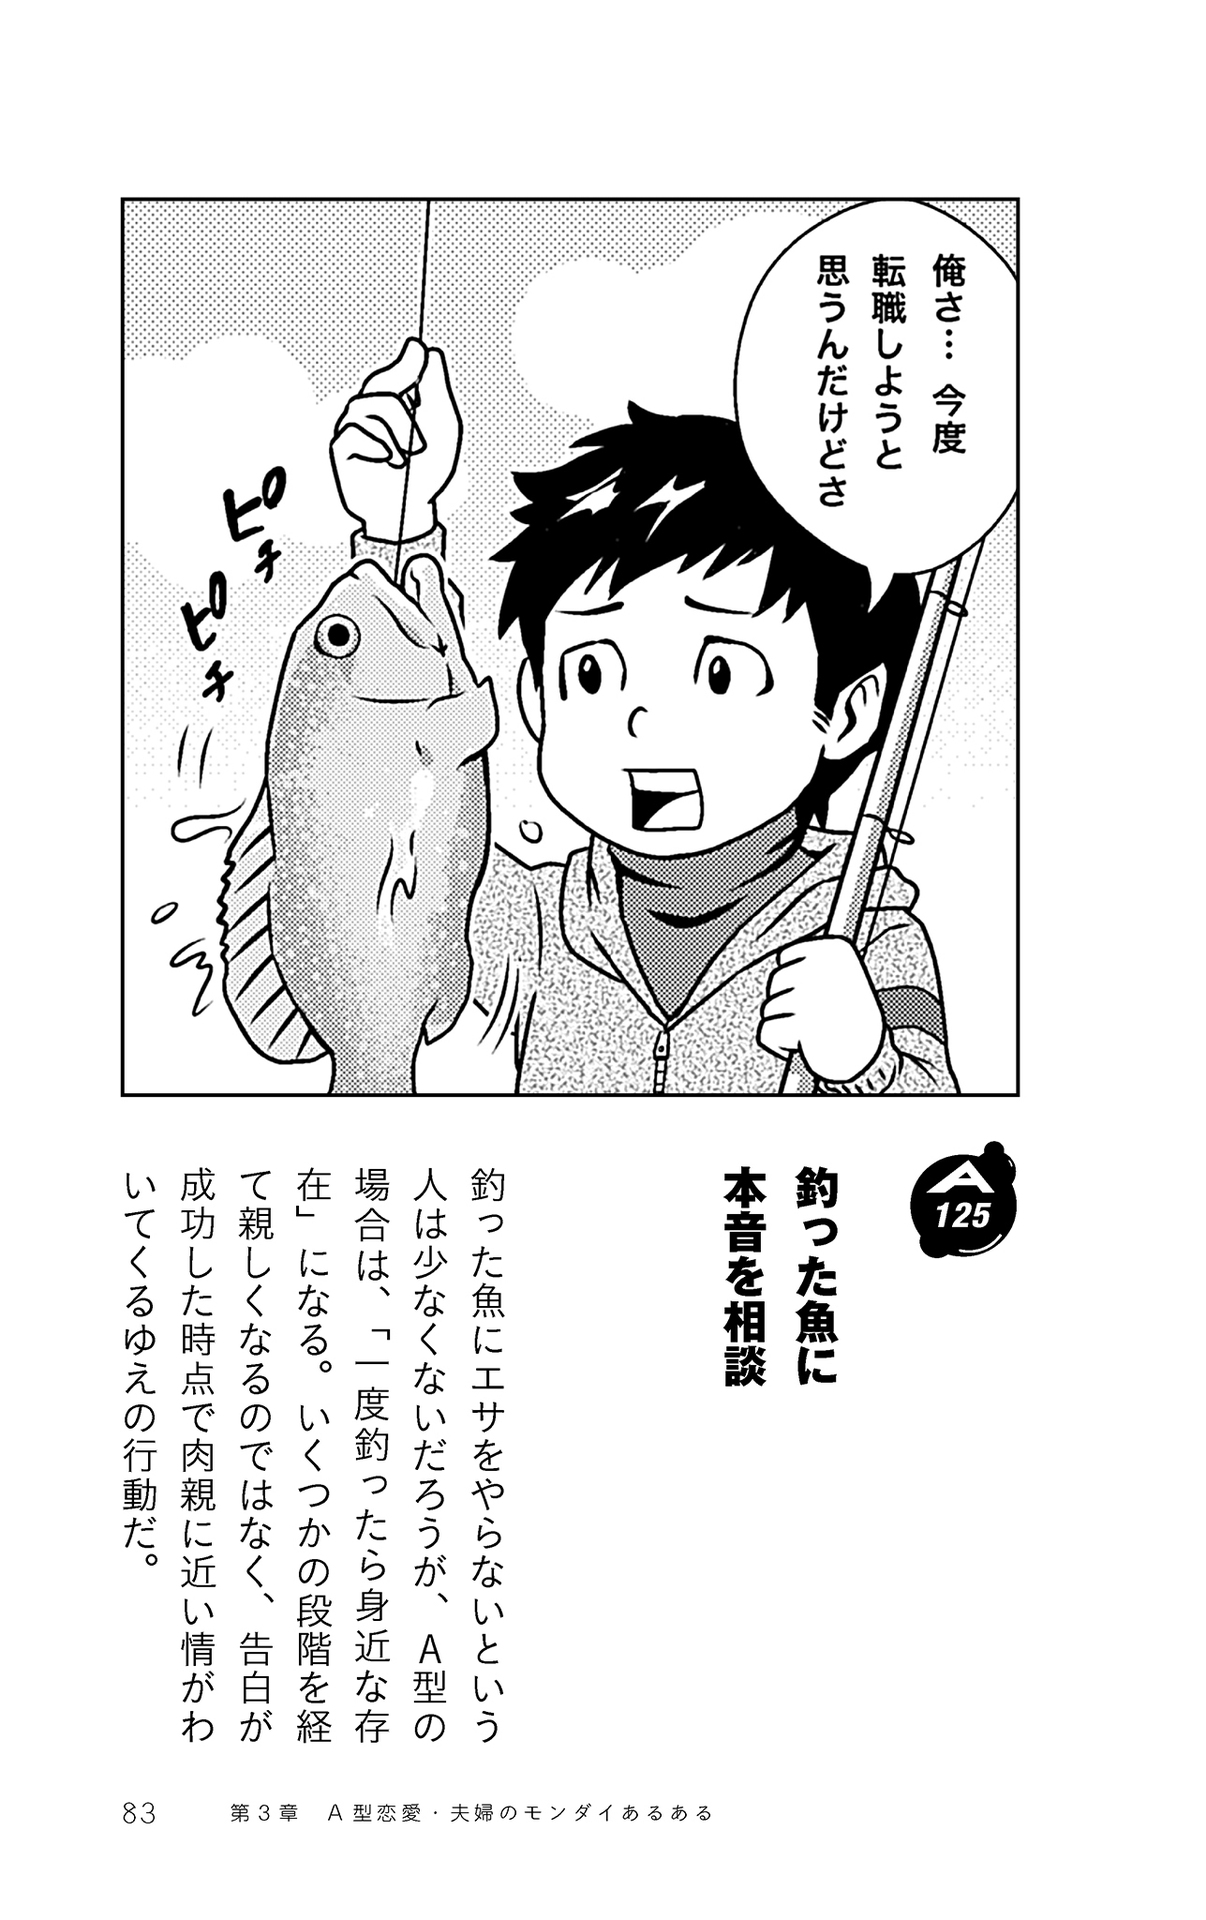 俺さ… 今度
転職しようと
思うんだけどさ
ピチ
ピチ
A
125
釣った魚に
本音を相談
釣った魚にエサをやらないという
人は少なくないだろうが、A型の
場合は、「一度釣ったら身近な存
在」になる。いくつかの段階を経
て親しくなるのではなく、告白が
成功した時点で肉親に近い情がわ
いてくるゆえの行動だ。
83 第3章 A型恋愛・夫婦のモンダイあるある